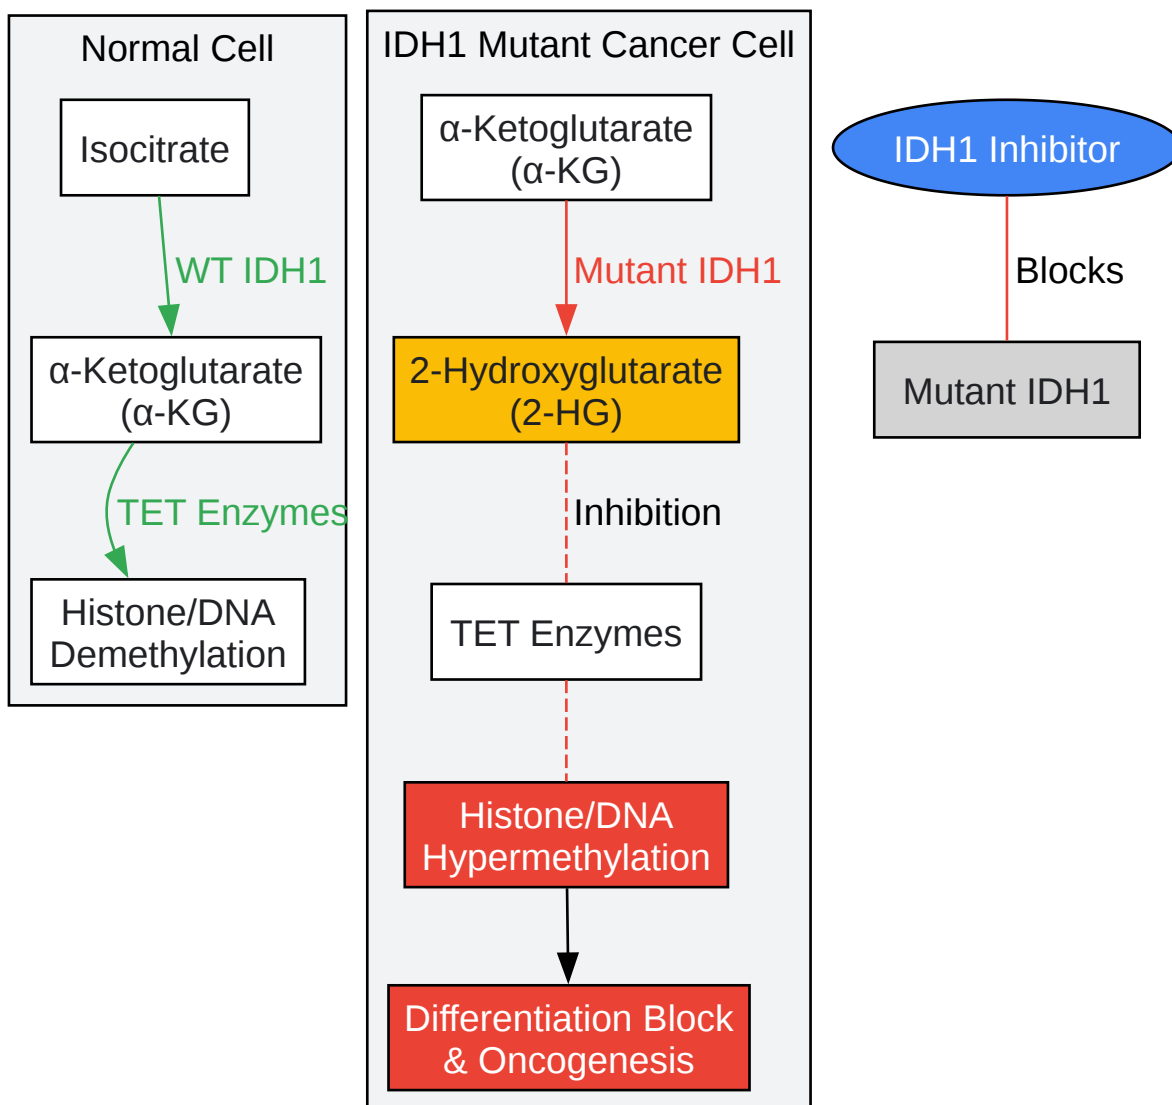 Normal Cell
Isocitrate
WT IDH1
α-Ketoglutarate
(α-KG)
TET Enzymes
Histone/DNA
Demethylation
IDH1 Mutant Cancer Cell
α-Ketoglutarate
(α-KG)
Mutant IDH1
2-Hydroxyglutarate
(2-HG)
Inhibition
TET Enzymes
Histone/DNA
Hypermethylation
Differentiation Block
& Oncogenesis
IDH1 Inhibitor
Blocks
Mutant IDH1